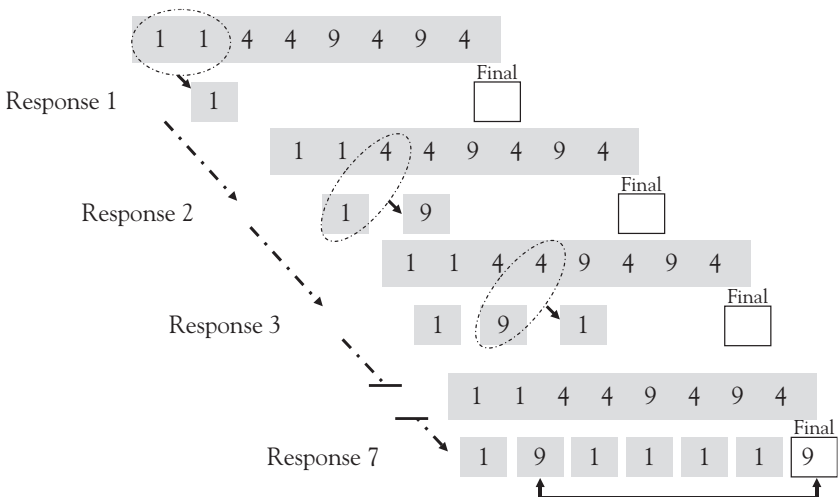 1 1 4 4 9 4 9 4
Final
Response 1 1
1 1 4 4 9 4 9 4
Final
Response 2 1 9
1 1 4 4 9 4 9 4
Final
Response 3 1 9 1
1 1 4 4 9 4 9 4
Final
Response 7 1 9 1 1 1 1 9